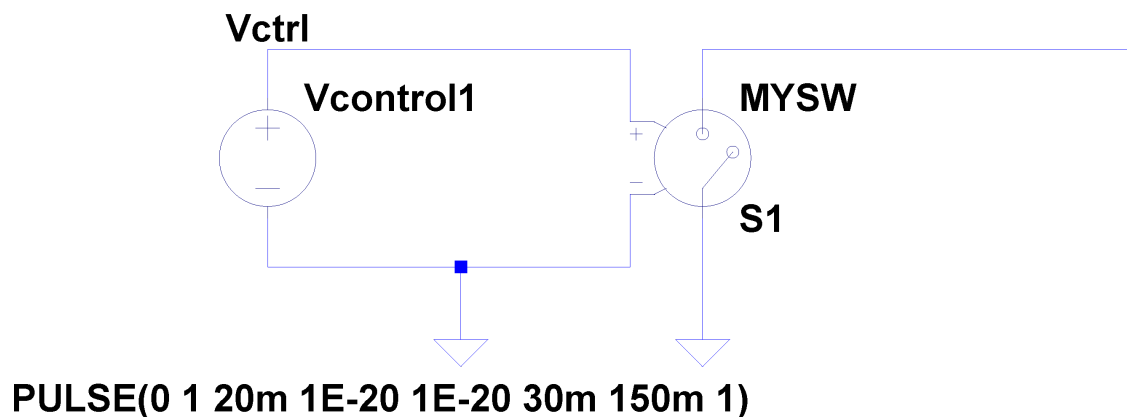 Vctrl
Vcontrol1
MYSW
S1
PULSE(0 1 20m 1E-20 1E-20 30m 150m 1)